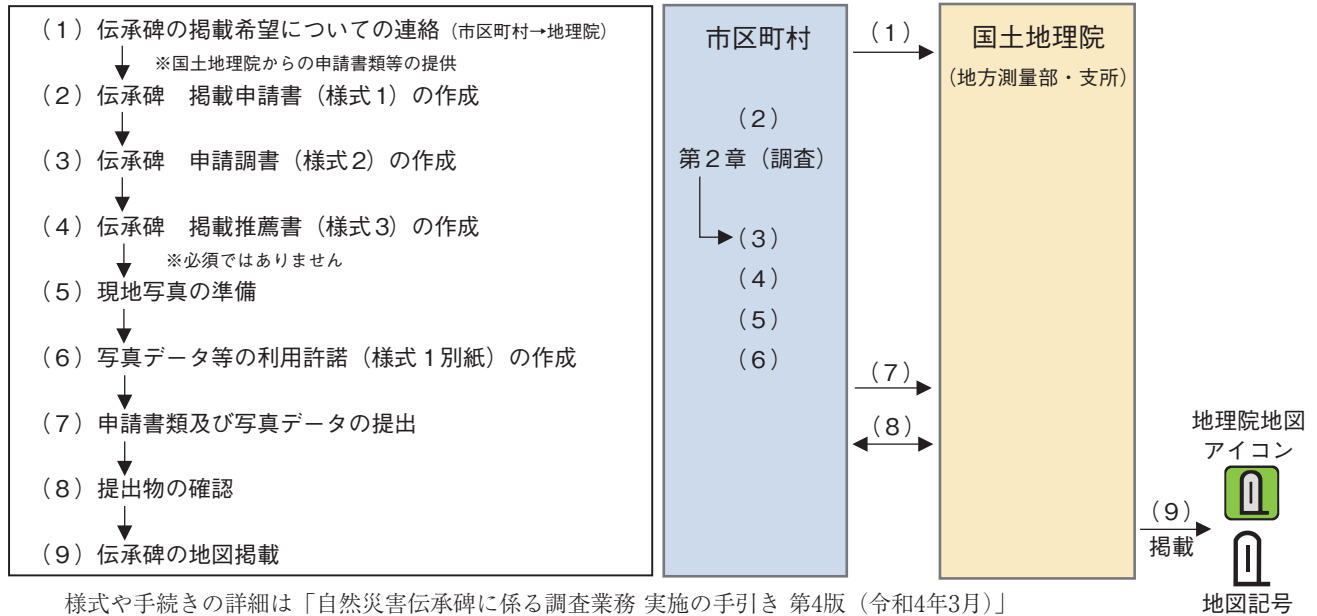 (1)伝承碑の掲載希望についての連絡(市区町村→地理院)
※国土地理院からの申請書類等の提供
(2)伝承碑 掲載申請書(様式1)の作成
(3)伝承碑 申請調書(様式2)の作成
(4)伝承碑 掲載推薦書(様式3)の作成
※必須ではありません
(5)現地写真の準備
(6)写真データ等の利用許諾(様式1別紙)の作成
(7)申請書類及び写真データの提出
(8)提出物の確認
(9)伝承碑の地図掲載
市区町村
(2)
第2章(調査)
(3)
(4)
(5)
(6)
(1)
(7)
(8)
国土地理院
(地方測量部・支所)
(9)
掲載
地理院地図
アイコン
地図記号
様式や手続きの詳細は「自然災害伝承碑に係る調査業務 実施の手引き 第4版(令和4年3月)」